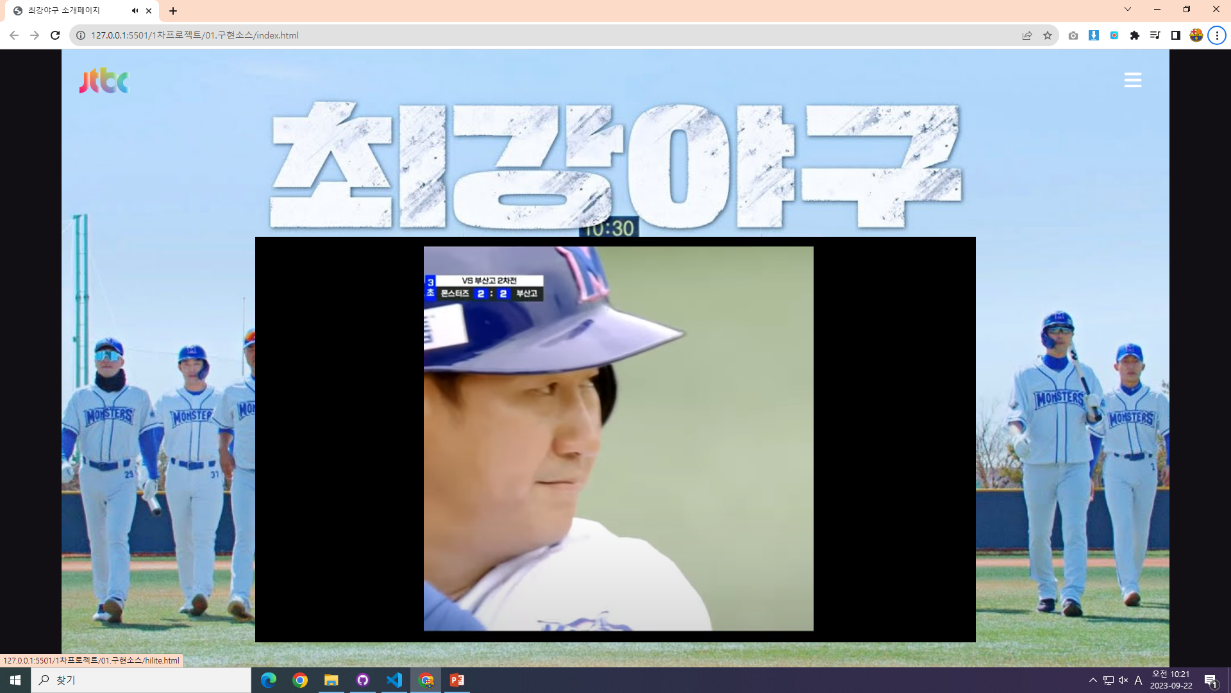 최강야구 소개페이지
127.0.0.1:5501/1차프로젝트/01.구현소스/index.html
jtbc
최강야구
10:30
3 VS 부산고 2차전
초 몬스터즈 2 : 2 부산고
MONSTERS
MONSTERS
MONSTERS
MONSTERS
25
37
127.0.0.1:5501/1차프로젝트/01.구현소스/hilite.html
찾기
A
오전 10:21
2023-09-22
1